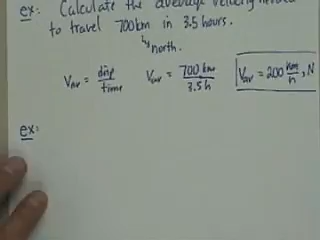 ex: Calculate the average velocity needed
to travel 700km in 3.5 hours.
↳ north.
Vav = disp / time Vav = 700 km / 3.5 h Vav = 200 km/h, N
ex: